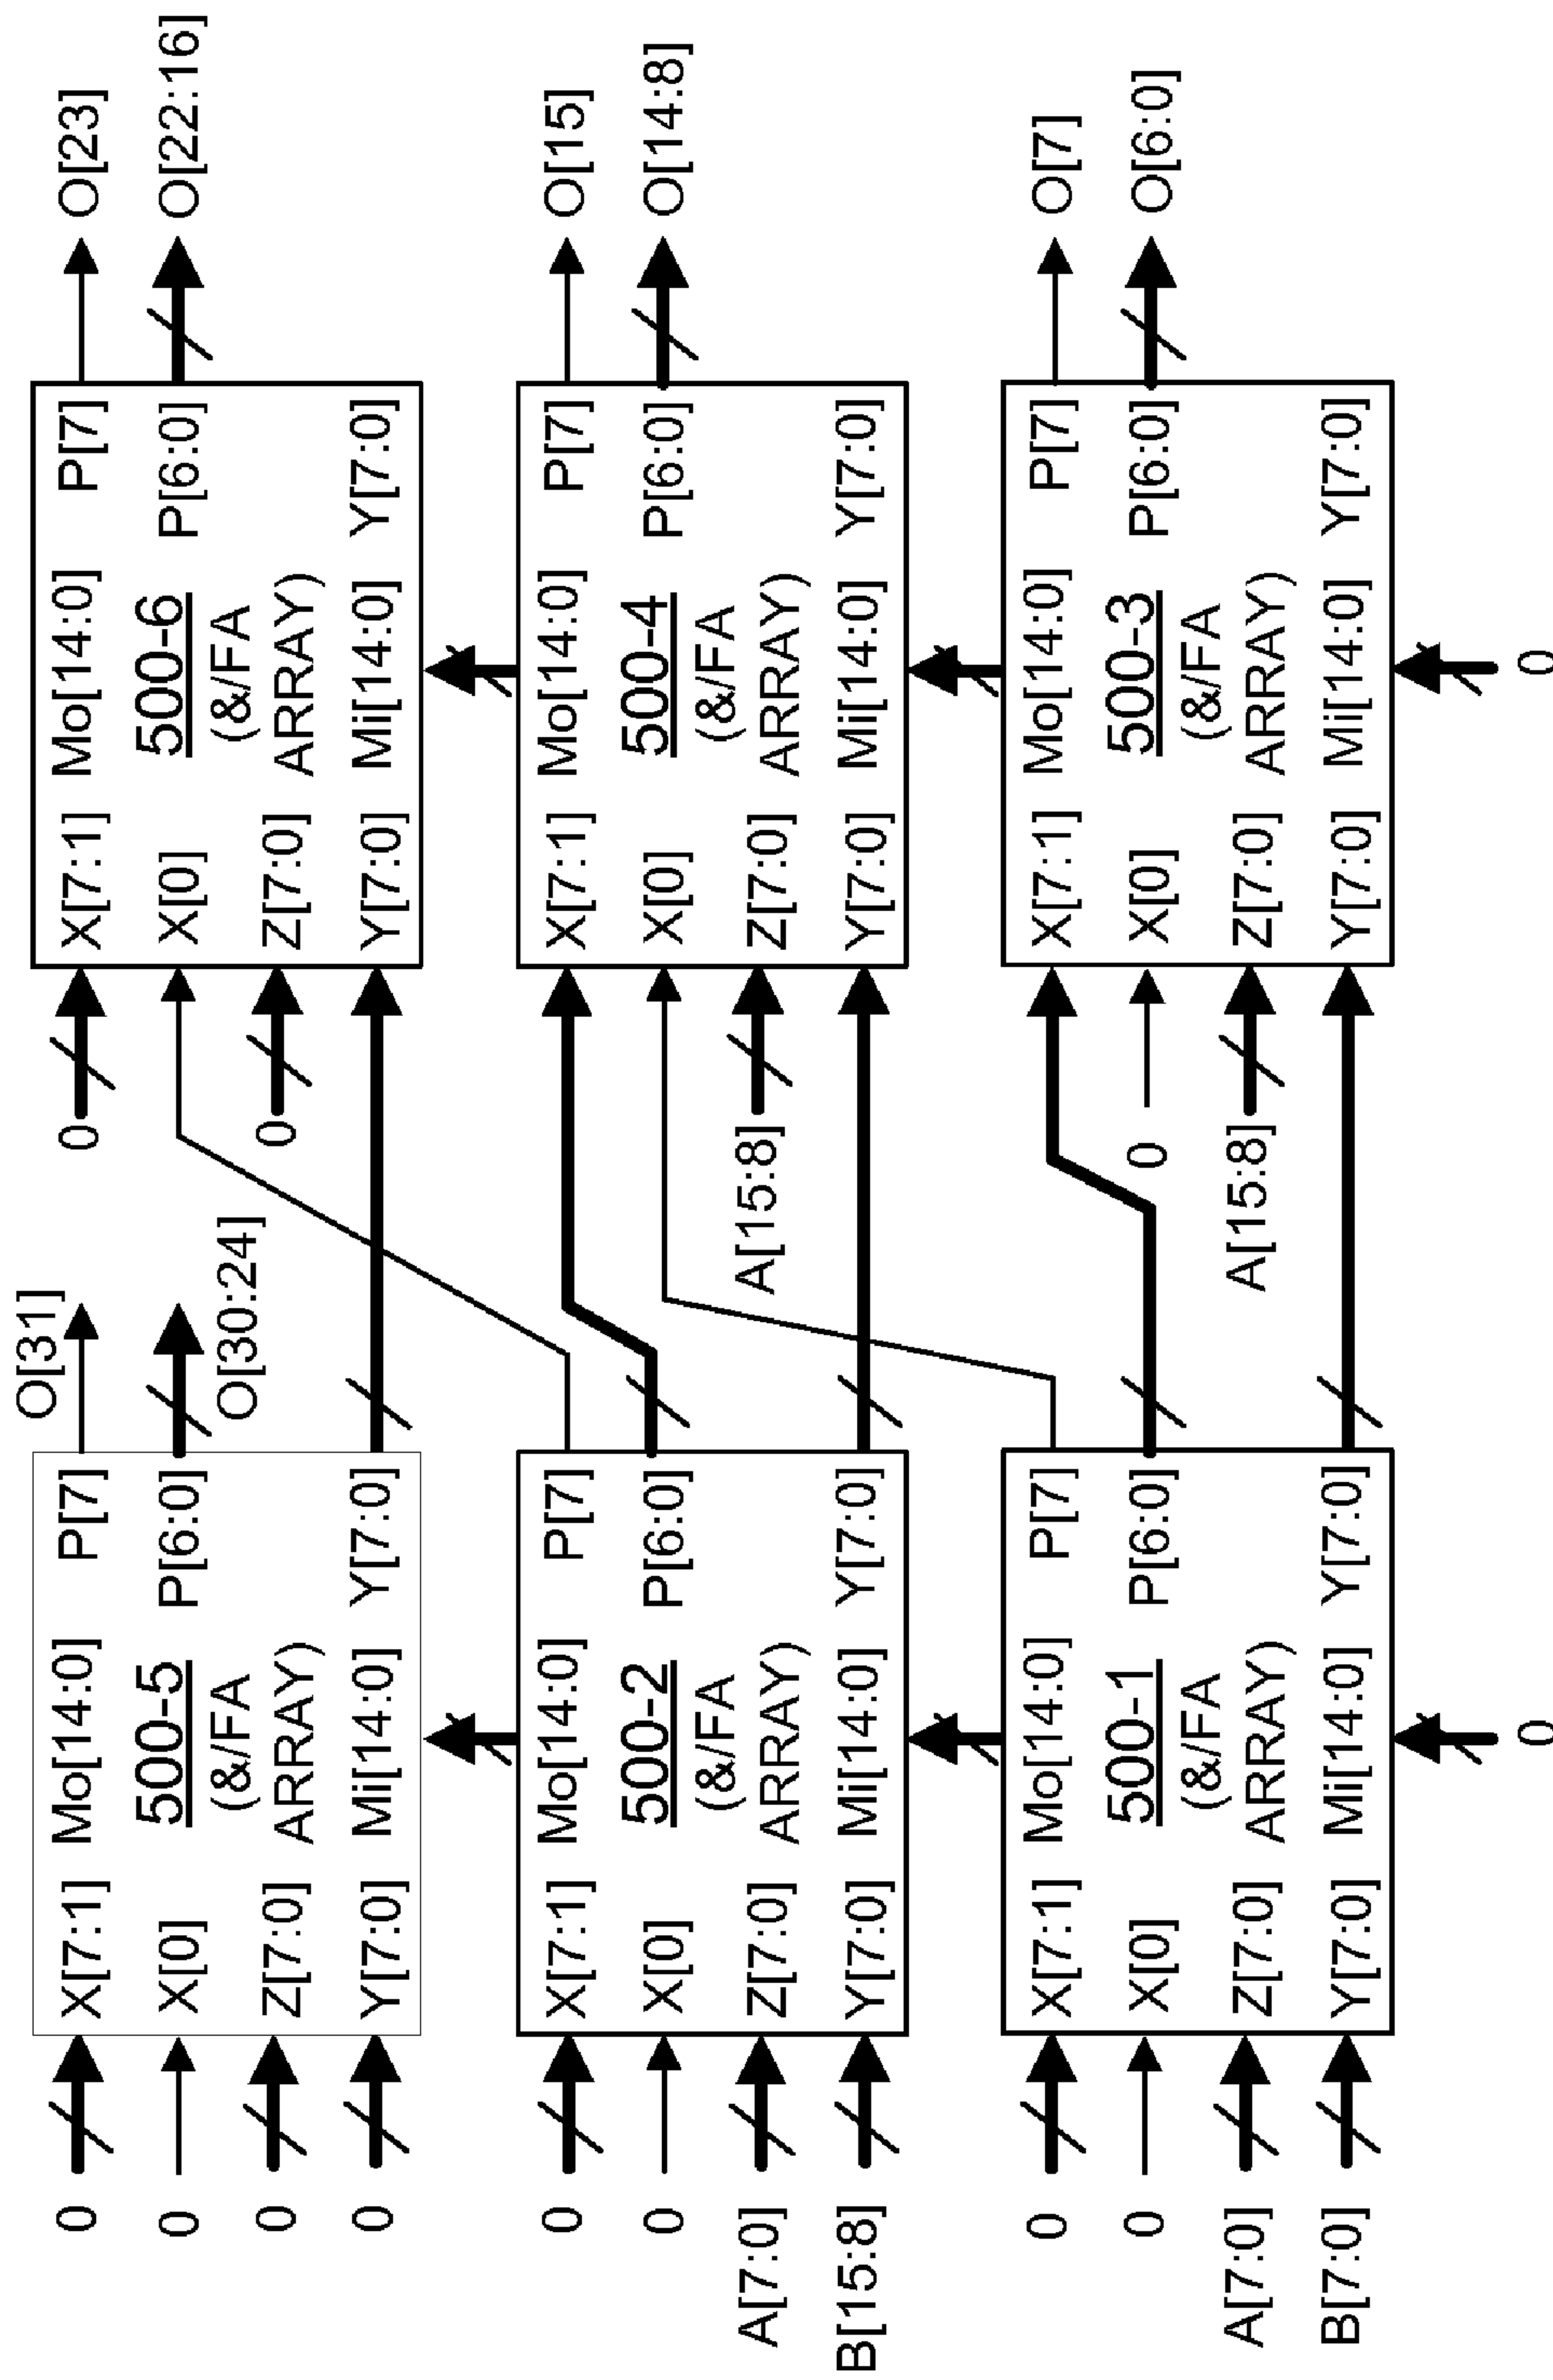 O[31]
0
X[7:1]
Mo[14:0]
P[7]
0
X[0]
500-5
P[6:0]
O[30:24]
0
Z[7:0]
(&/FA
ARRAY)
0
Y[7:0]
Mi[14:0]
Y[7:0]
0
X[7:1]
Mo[14:0]
P[7]
O[23]
X[0]
500-6
P[6:0]
O[22:16]
0
Z[7:0]
(&/FA
ARRAY)
Y[7:0]
Mi[14:0]
Y[7:0]
0
X[7:1]
Mo[14:0]
P[7]
0
X[0]
500-2
P[6:0]
A[7:0]
Z[7:0]
(&/FA
ARRAY)
B[15:8]
Y[7:0]
Mi[14:0]
Y[7:0]
X[7:1]
Mo[14:0]
P[7]
O[15]
X[0]
500-4
P[6:0]
O[14:8]
A[15:8]
Z[7:0]
(&/FA
ARRAY)
Y[7:0]
Mi[14:0]
Y[7:0]
0
X[7:1]
Mo[14:0]
P[7]
0
X[0]
500-1
P[6:0]
A[7:0]
Z[7:0]
(&/FA
ARRAY)
B[7:0]
Y[7:0]
Mi[14:0]
Y[7:0]
0
X[7:1]
Mo[14:0]
P[7]
O[7]
0
X[0]
500-3
P[6:0]
O[6:0]
A[15:8]
Z[7:0]
(&/FA
ARRAY)
Y[7:0]
Mi[14:0]
Y[7:0]
0